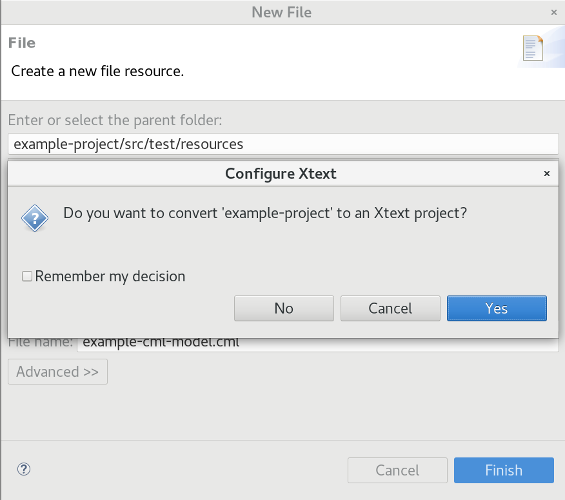 New File
×
File
Create a new file resource.
Enter or select the parent folder:
example-project/src/test/resources
Configure Xtext
×
?
Do you want to convert 'example-project' to an Xtext project?
Remember my decision
No Cancel Yes
File name: example-cml-model.cml
Advanced >>
? Cancel Finish